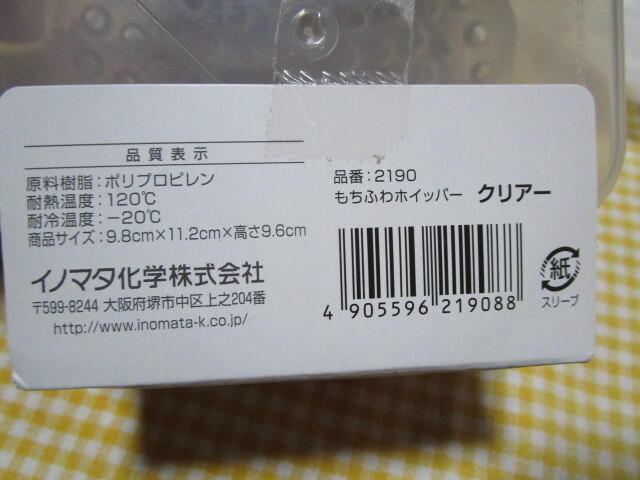 品質表示
原料樹脂:ポリプロピレン
耐熱温度:120℃
耐冷温度:−20℃
商品サイズ:9.8cm×11.2cm×高さ9.6cm
イノマタ化学株式会社
〒599-8244 大阪府堺市中区上之204番
http://www.inomata-k.co.jp/
品番:2190
もちふわホイッパー クリアー
4 905596 219088
紙
スリーブ